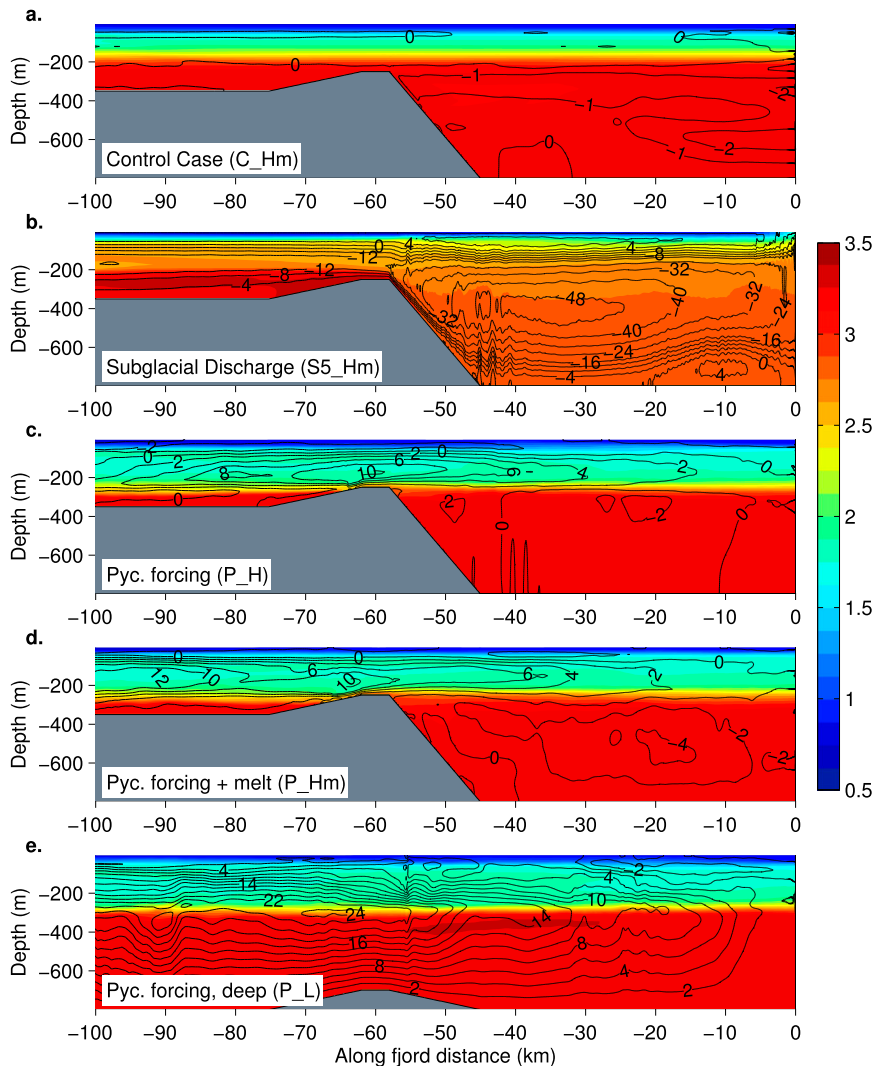 a.
0
0
−200
0
−1
−2
−400
−1
−600
0
−1
−2
Depth (m)
Control Case (C_Hm)
−100 −90 −80 −70 −60 −50 −40 −30 −20 −10 0
b.
0 4 4 8
−12 −12
−200
−8 −32
−4 −48 −40 −32 −24
−400
−32 −40
−24 −16
−600
−16
−4 4
Depth (m)
Subglacial Discharge (S5_Hm)
−100 −90 −80 −70 −60 −50 −40 −30 −20 −10 0
3.5
3
2.5
2
1.5
1
0.5
c.
−2 0
0 2 6 2
8 10 6 4 2 0
−200
0 −2 −2 0
−400
0
−600
Depth (m)
Pyc. forcing (P_H)
−100 −90 −80 −70 −60 −50 −40 −30 −20 −10 0
d.
0 0 0
12 10 6 10 6 4 2
−200
−2 −2
−400
0 0 −4 −2
−600
Depth (m)
Pyc. forcing + melt (P_Hm)
−100 −90 −80 −70 −60 −50 −40 −30 −20 −10 0
e.
4 −2
14 4
−200
22 10
24 14
−400
16 8
8 4
−600
2 2
Depth (m)
Pyc. forcing, deep (P_L)
−100 −90 −80 −70 −60 −50 −40 −30 −20 −10 0
Along fjord distance (km)